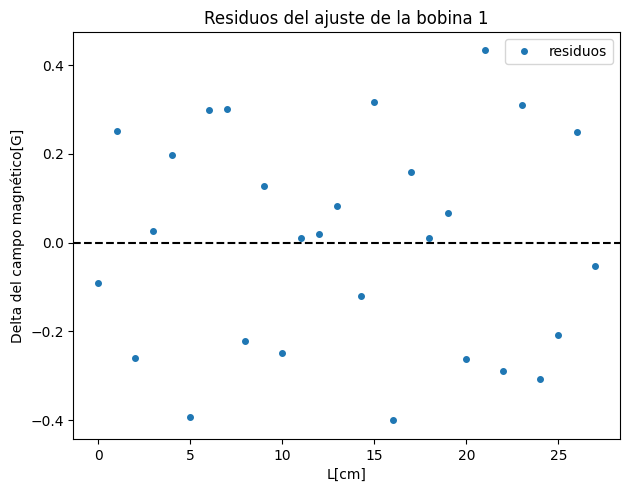 Residuos del ajuste de la bobina 1
residuos
Delta del campo magnético[G]
0.4
0.2
0.0
−0.2
−0.4
0
5
10
15
20
25
L[cm]